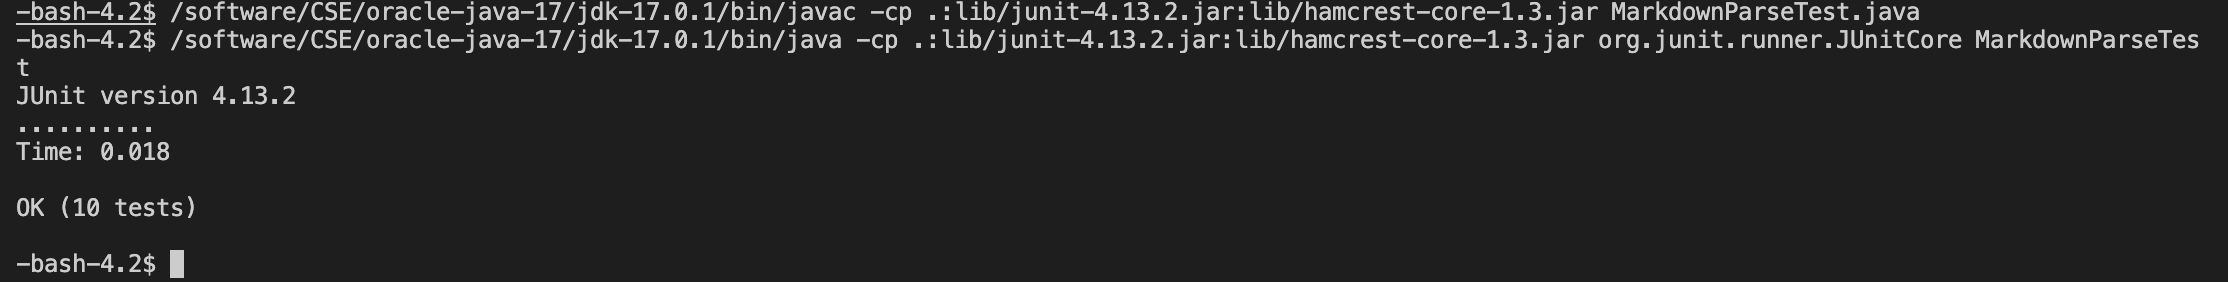 -bash-4.2$ /software/CSE/oracle-java-17/jdk-17.0.1/bin/javac -cp .:lib/junit-4.13.2.jar:lib/hamcrest-core-1.3.jar MarkdownParseTest.java
-bash-4.2$ /software/CSE/oracle-java-17/jdk-17.0.1/bin/java -cp .:lib/junit-4.13.2.jar:lib/hamcrest-core-1.3.jar org.junit.runner.JUnitCore MarkdownParseTes
t
JUnit version 4.13.2
..........
Time: 0.018
OK (10 tests)
-bash-4.2$